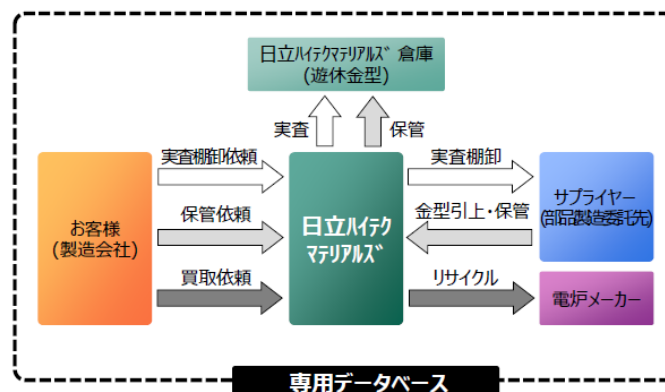 日立ハイテクマテリアルズ 倉庫
(遊休金型)
実査
保管
実査棚卸依頼
実査棚卸
お客様
(製造会社)
保管依頼
日立ハイテク
マテリアルズ
金型引上・保管
サプライヤー
(部品製造委託先)
買取依頼
リサイクル
電炉メーカー
専用データベース